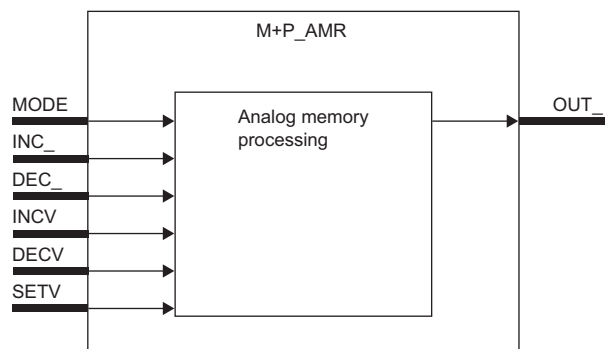 M+P_AMR
MODE
INC_
DEC_
INCV
DECV
SETV
Analog memory
processing
OUT_